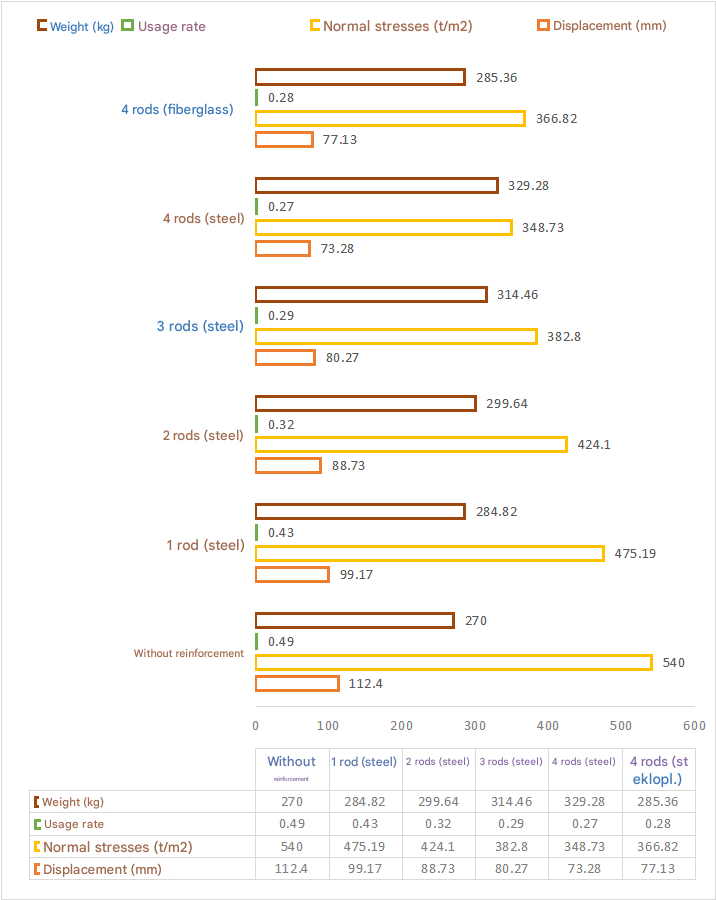 Weight (kg) Usage rate Normal stresses (t/m2) Displacement (mm)
285.36
0.28
4 rods (fiberglass)
366.82
77.13
329.28
0.27
4 rods (steel)
348.73
73.28
314.46
0.29
3 rods (steel)
382.8
80.27
299.64
0.32
2 rods (steel)
424.1
88.73
284.82
0.43
1 rod (steel)
475.19
99.17
270
0.49
Without reinforcement
540
112.4
0 100 200 300 400 500 600
Without 1 rod (steel) 2 rods (steel) 3 rods (steel) 4 rods (steel) 4 rods (st
reinforcement eklopl.)
Weight (kg) 270 284.82 299.64 314.46 329.28 285.36
Usage rate 0.49 0.43 0.32 0.29 0.27 0.28
Normal stresses (t/m2) 540 475.19 424.1 382.8 348.73 366.82
Displacement (mm) 112.4 99.17 88.73 80.27 73.28 77.13